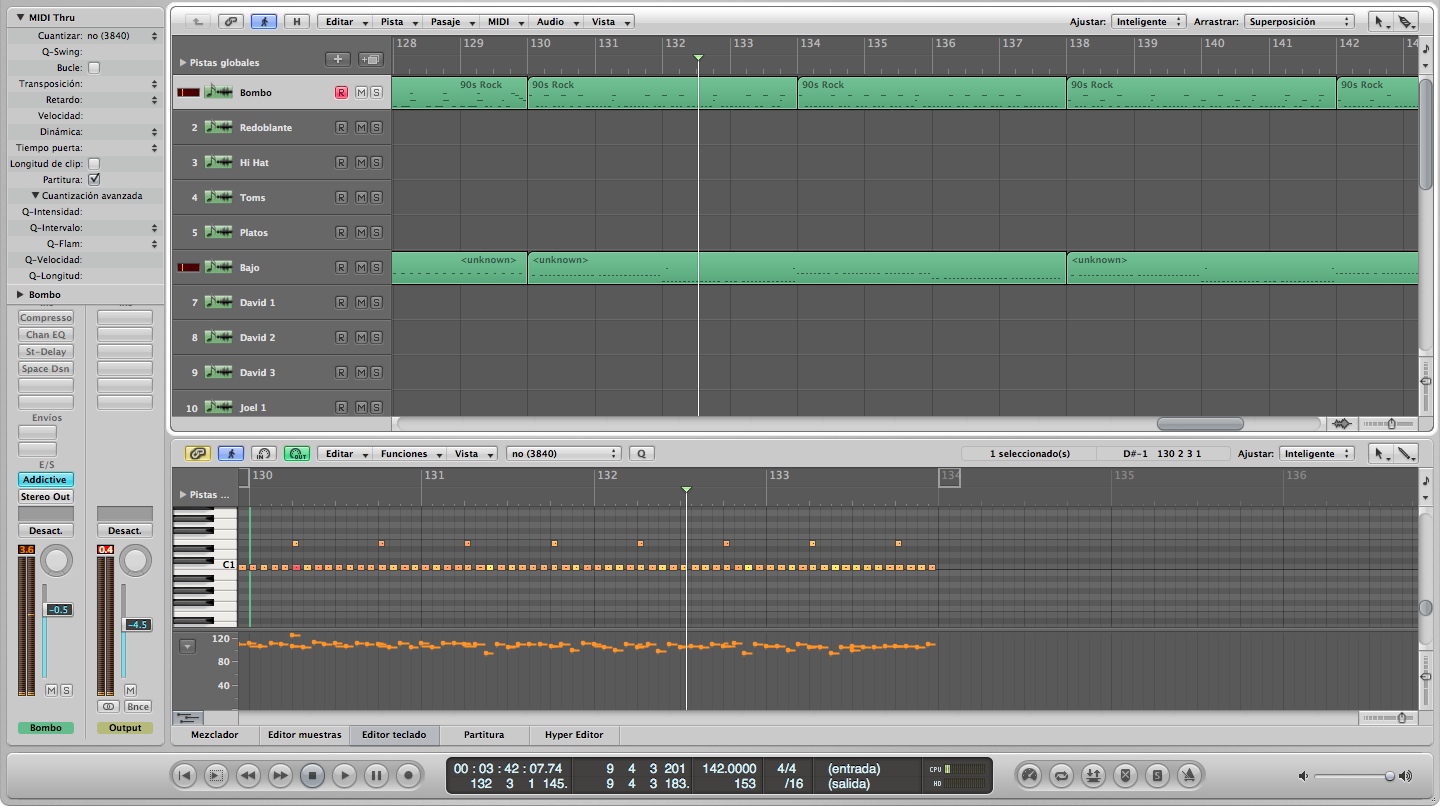 MIDI Thru
Cuantizar: no (3840)
Q-Swing:
Bucle:
Transposición:
Retardo:
Velocidad:
Dinámica:
Tiempo puerta:
Longitud de clip:
Partitura:
Cuantización avanzada
Q-Intensidad:
Q-Intervalo:
Q-Flam:
Q-Velocidad:
Q-Longitud:
Bombo
Compresso
Chan EQ
St-Delay
Space Dsn
Envíos
E/S
Addictive
Stereo Out
Desact. Desact.
3.6 0.4
-0.5
-4.5
M S M
Bnce
Bombo Output
H Editar Pista Pasaje MIDI Audio Vista Ajustar: Inteligente Arrastrar: Superposición
128 129 130 131 132 133 134 135 136 137 138 139 140 141 142 14
Pistas globales
Bombo R M S 90s Rock 90s Rock 90s Rock 90s Rock 90s Rock
2 Redoblante R M S
3 Hi Hat R M S
4 Toms R M S
5 Platos R M S
Bajo R M S <unknown> <unknown> <unknown>
7 David 1 R M S
8 David 2 R M S
9 David 3 R M S
10 Joel 1 R M S
IN OUT Editar Funciones Vista no (3840) Q 1 seleccionado(s) D#-1 130 2 3 1 Ajustar: Inteligente
130 131 132 133 134 135 136
Pistas ...
C1
120
80
40
Mezclador Editor muestras Editor teclado Partitura Hyper Editor
00 : 03 : 42 : 07.74 9 4 3 201 142.0000 4/4 (entrada) CPU
132 3 1 145. 9 4 3 183. 153 /16 (salida) HD
S